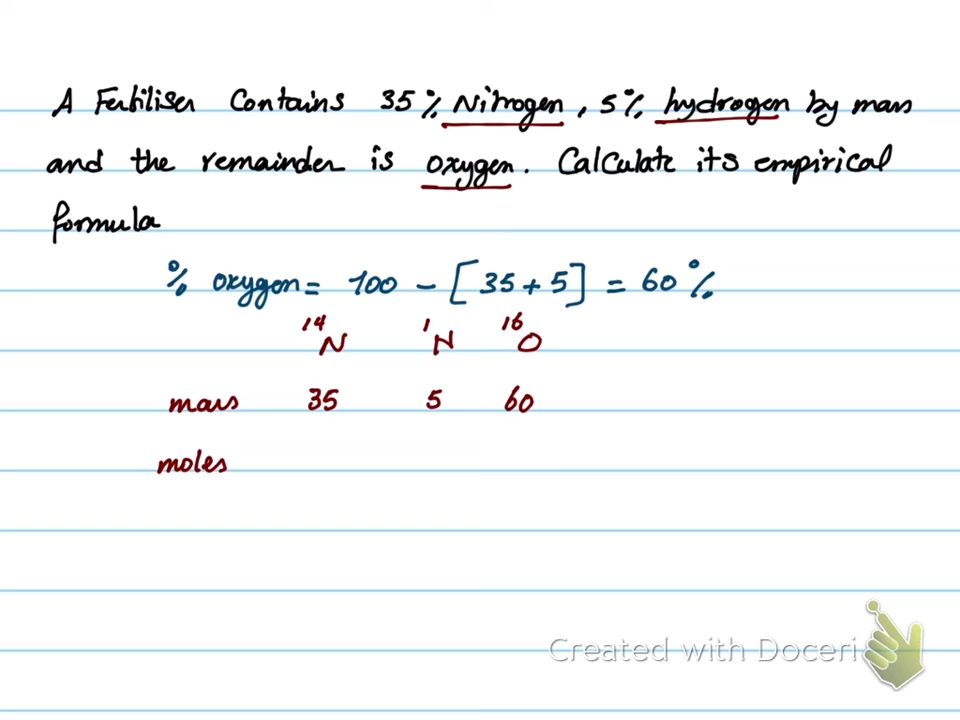 A Fertiliser Contains 35% Nitrogen, 5% hydrogen by mass
and the remainder is oxygen. Calculate its empirical
formula
% oxygen = 100 - [35 + 5] = 60%
14N 1H 16O
mass 35 5 60
moles
Created with Doceri